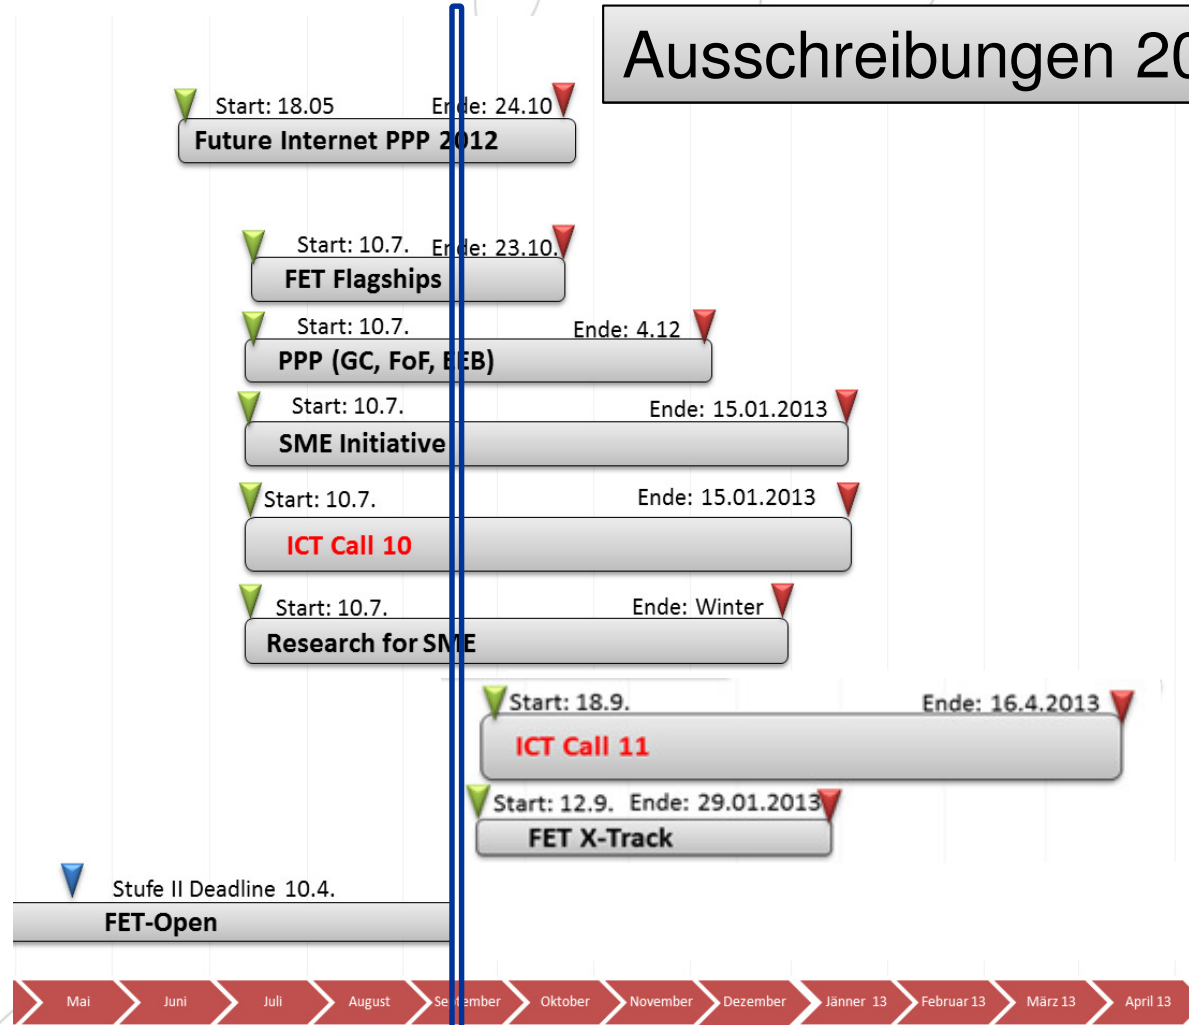 Ausschreibungen 20
Start: 18.05 Ende: 24.10
Future Internet PPP 2012
Start: 10.7. Ende: 23.10.
FET Flagships
Start: 10.7. Ende: 4.12
PPP (GC, FoF, EEB)
Start: 10.7. Ende: 15.01.2013
SME Initiative
Start: 10.7. Ende: 15.01.2013
ICT Call 10
Start: 10.7. Ende: Winter
Research for SME
Start: 18.9. Ende: 16.4.2013
ICT Call 11
Start: 12.9. Ende: 29.01.2013
FET X-Track
Stufe II Deadline 10.4.
FET-Open
Mai Juni Juli August September Oktober November Dezember Jänner 13 Februar 13 März 13 April 13